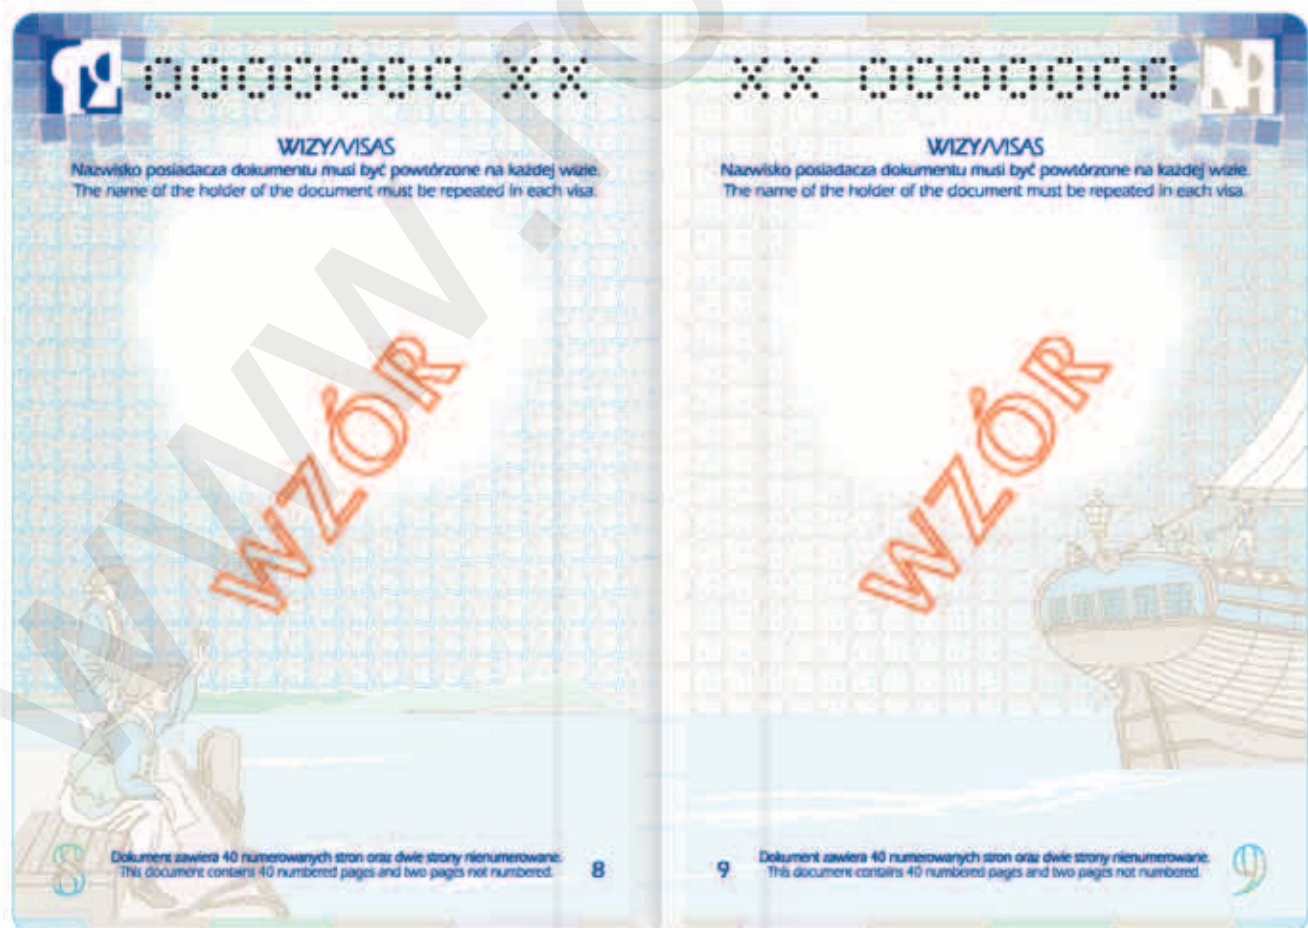 0000000 XX
WIZY/VISAS
Nazwisko posiadacza dokumentu musi być powtórzone na każdej wizie.
The name of the holder of the document must be repeated in each visa.
WZÓR
8
Dokument zawiera 40 numerowanych stron oraz dwie strony nienumerowane.
This document contains 40 numbered pages and two pages not numbered.
8
XX 0000000
WIZY/VISAS
Nazwisko posiadacza dokumentu musi być powtórzone na każdej wizie.
The name of the holder of the document must be repeated in each visa.
WZÓR
9
Dokument zawiera 40 numerowanych stron oraz dwie strony nienumerowane.
This document contains 40 numbered pages and two pages not numbered.
9
www.rc